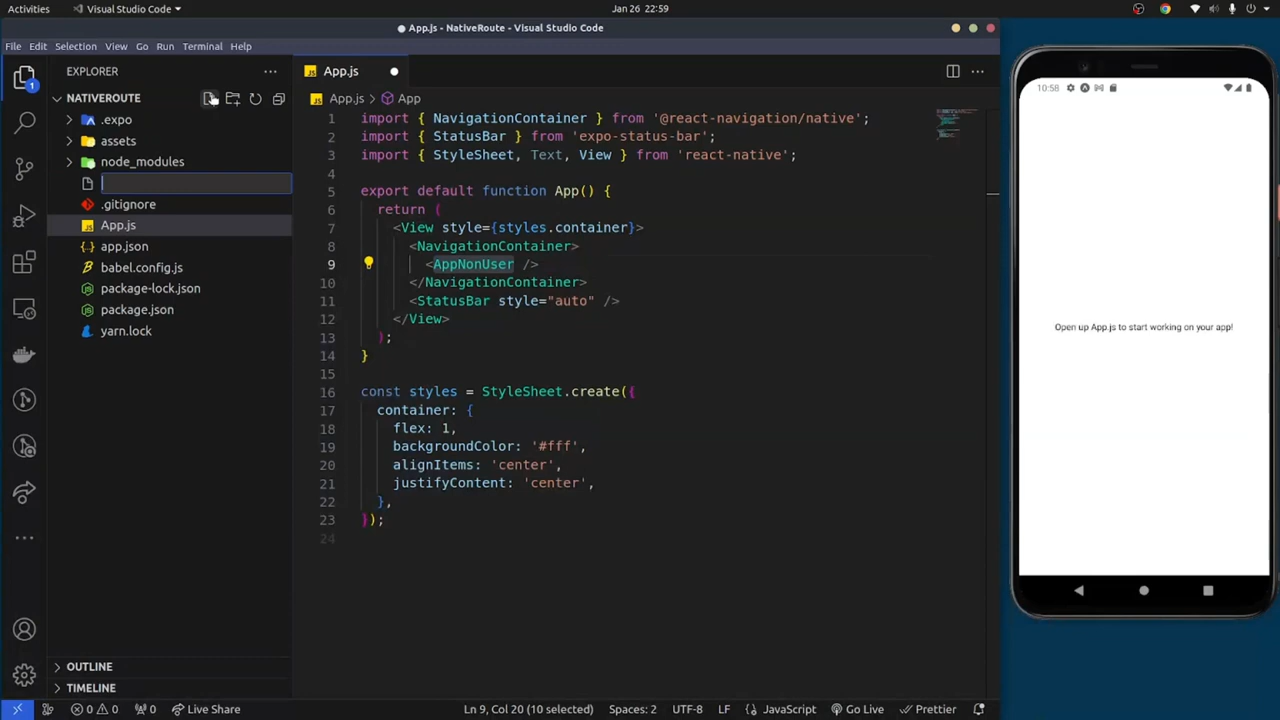 Activities
Visual Studio Code
Jan 26 22:59
App.js - NativeRoute - Visual Studio Code
File Edit Selection View Go Run Terminal Help
EXPLORER
NATIVEROUTE
.expo
assets
node_modules
.gitignore
App.js
app.json
babel.config.js
package-lock.json
package.json
yarn.lock
OUTLINE
TIMELINE
1
App.js
App.js > App
1 import { NavigationContainer } from '@react-navigation/native';
2 import { StatusBar } from 'expo-status-bar';
3 import { StyleSheet, Text, View } from 'react-native';
4
5 export default function App() {
6 return (
7 <View style={styles.container}>
8 <NavigationContainer>
9 <AppNonUser />
10 </NavigationContainer>
11 <StatusBar style="auto" />
12 </View>
13 );
14 }
15
16 const styles = StyleSheet.create({
17 container: {
18 flex: 1,
19 backgroundColor: '#fff',
20 alignItems: 'center',
21 justifyContent: 'center',
22 },
23 });
24
10:58
Open up App.js to start working on your app!
0 0 0 Live Share Ln 9, Col 20 (10 selected) Spaces: 2 UTF-8 LF JavaScript Go Live Prettier